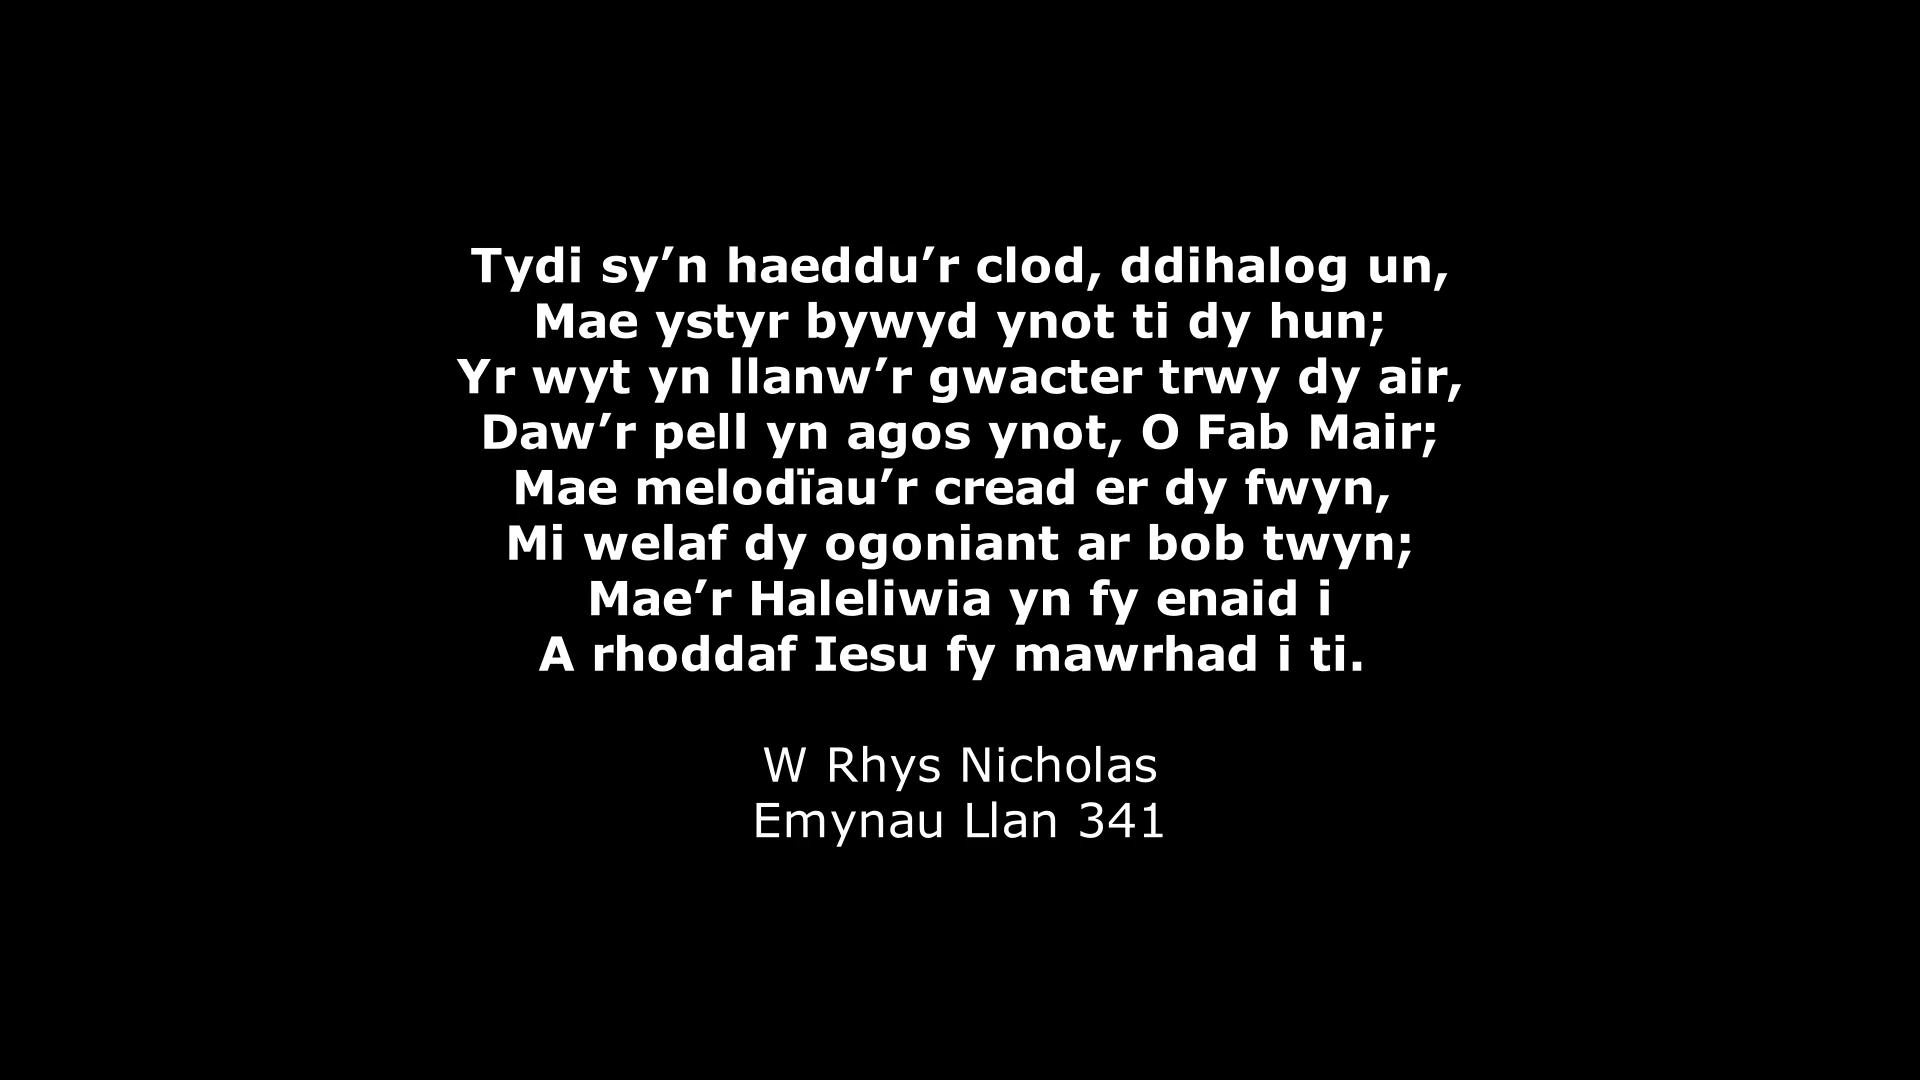 Tydi sy’n haeddu’r clod, ddihalog un,
Mae ystyr bywyd ynot ti dy hun;
Yr wyt yn llanw’r gwacter trwy dy air,
Daw’r pell yn agos ynot, O Fab Mair;
Mae melodïau’r cread er dy fwyn,
Mi welaf dy ogoniant ar bob twyn;
Mae’r Haleliwia yn fy enaid i
A rhoddaf Iesu fy mawrhad i ti.
W Rhys Nicholas
Emynau Llan 341